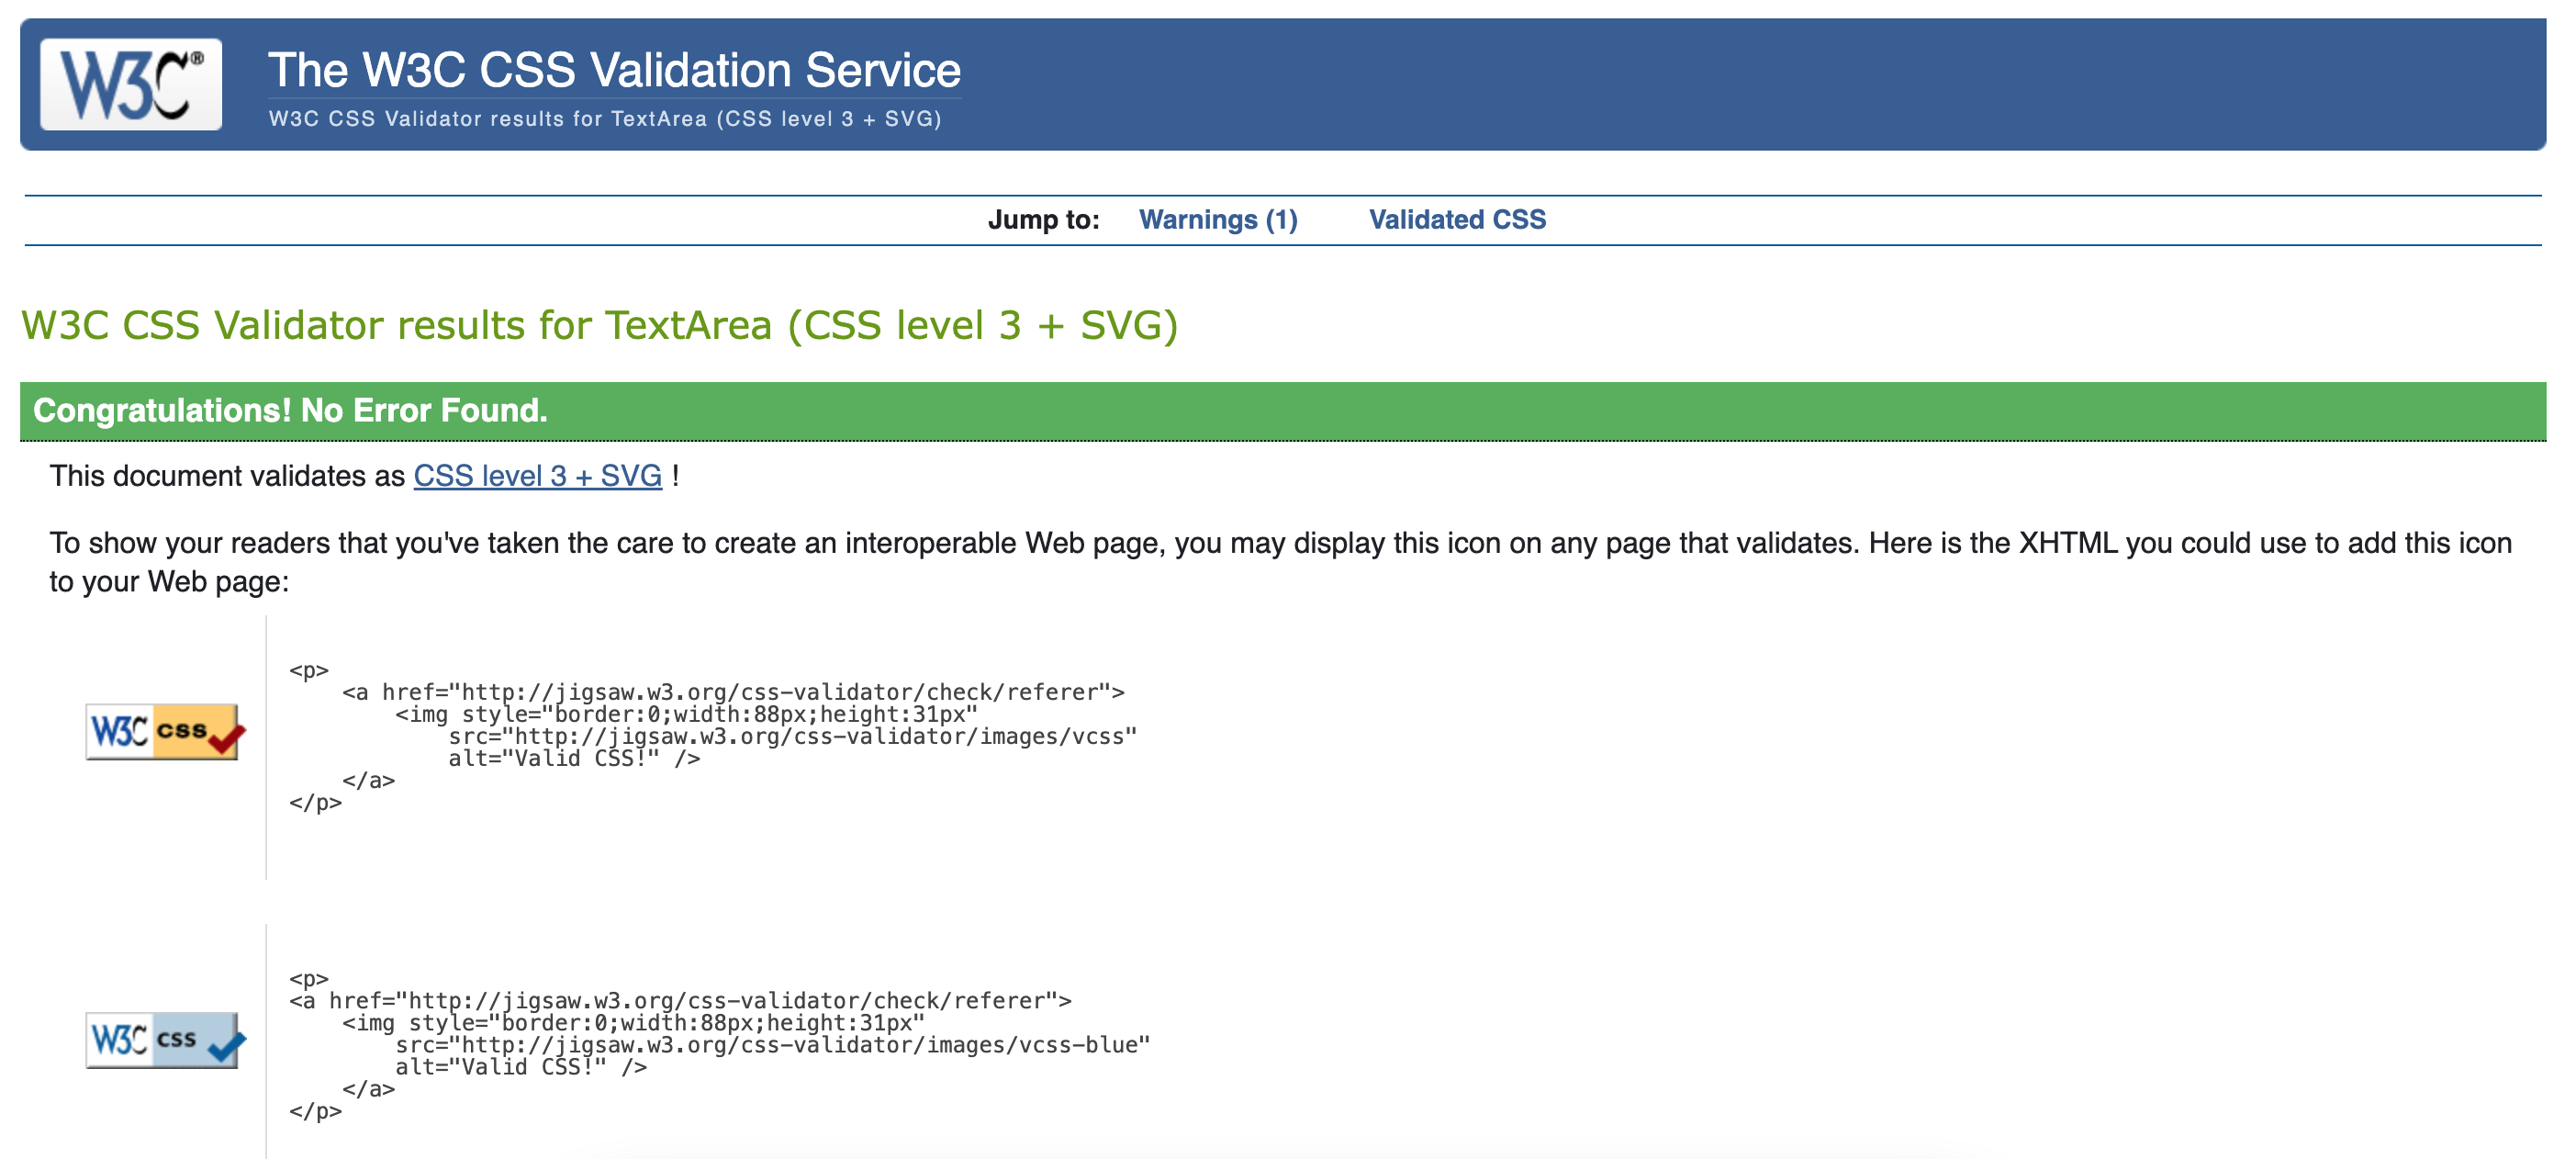 W3C®
The W3C CSS Validation Service
W3C CSS Validator results for TextArea (CSS level 3 + SVG)
Jump to: Warnings (1) Validated CSS
W3C CSS Validator results for TextArea (CSS level 3 + SVG)
Congratulations! No Error Found.
This document validates as CSS level 3 + SVG !
To show your readers that you've taken the care to create an interoperable Web page, you may display this icon on any page that validates. Here is the XHTML you could use to add this icon
to your Web page:
W3C css
<p>
    <a href="http://jigsaw.w3.org/css-validator/check/referer">
        <img style="border:0;width:88px;height:31px"
            src="http://jigsaw.w3.org/css-validator/images/vcss"
            alt="Valid CSS!" />
    </a>
</p>
W3C css
<p>
<a href="http://jigsaw.w3.org/css-validator/check/referer">
    <img style="border:0;width:88px;height:31px"
        src="http://jigsaw.w3.org/css-validator/images/vcss-blue"
        alt="Valid CSS!" />
    </a>
</p>